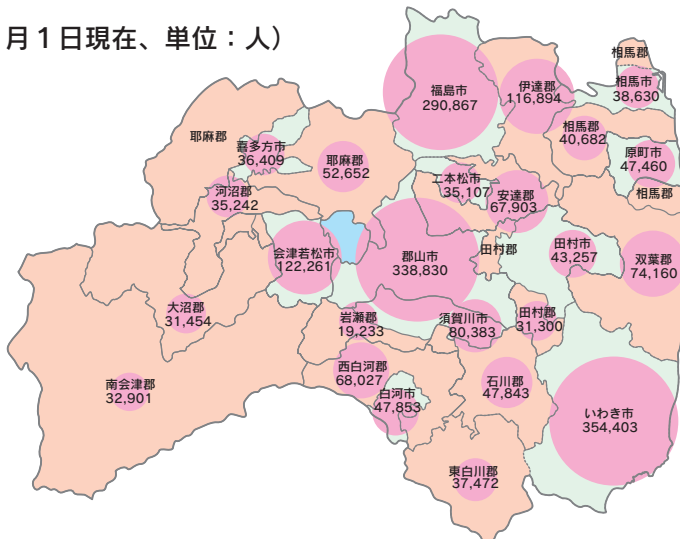 月1日現在、単位：人）
相馬郡
福島市
290,867
伊達郡
116,894
相馬市
38,630
耶麻郡
喜多方市
36,409
耶麻郡
52,652
相馬郡
40,682
原町市
47,460
河沼郡
35,242
二本松市
35,107
安達郡
67,903
相馬郡
会津若松市
122,261
郡山市
338,830
田村郡
田村市
43,257
双葉郡
74,160
大沼郡
31,454
岩瀬郡
19,233
須賀川市
80,383
田村郡
31,300
南会津郡
32,901
西白河郡
68,027
白河市
47,853
石川郡
47,843
いわき市
354,403
東白川郡
37,472